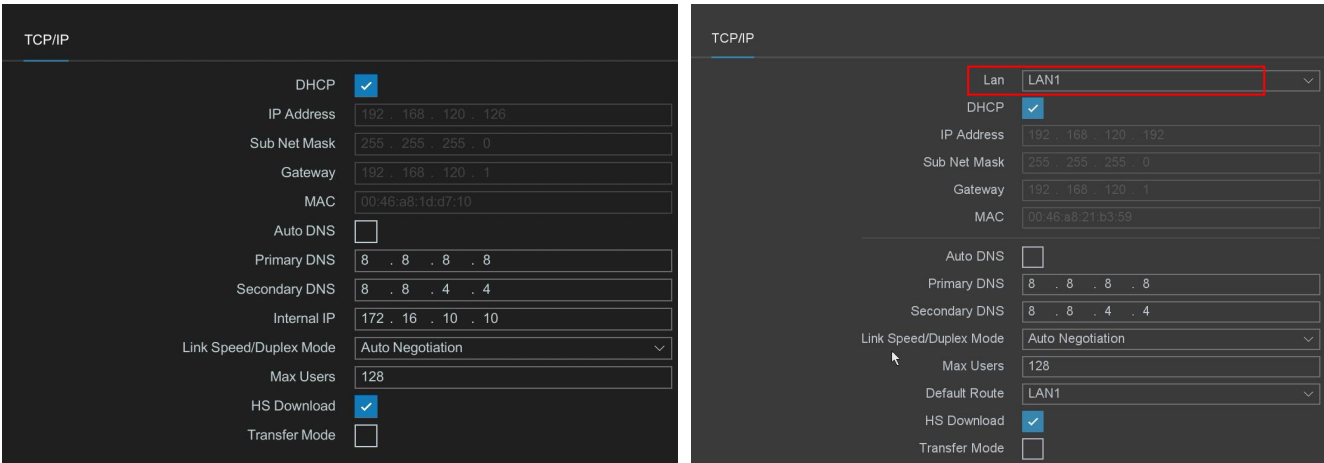 TCP/IP
DHCP
IP Address 192 . 168 . 120 . 126
Sub Net Mask 255 . 255 . 255 . 0
Gateway 192 . 168 . 120 . 1
MAC 00:46:a8:1d:d7:10
Auto DNS
Primary DNS 8 . 8 . 8 . 8
Secondary DNS 8 . 8 . 4 . 4
Internal IP 172 . 16 . 10 . 10
Link Speed/Duplex Mode Auto Negotiation
Max Users 128
HS Download
Transfer Mode
TCP/IP
Lan LAN1
DHCP
IP Address 192 . 168 . 120 . 192
Sub Net Mask 255 . 255 . 255 . 0
Gateway 192 . 168 . 120 . 1
MAC 00:46:a8:21:b3:59
Auto DNS
Primary DNS 8 . 8 . 8 . 8
Secondary DNS 8 . 8 . 4 . 4
Link Speed/Duplex Mode Auto Negotiation
Max Users 128
Default Route LAN1
HS Download
Transfer Mode